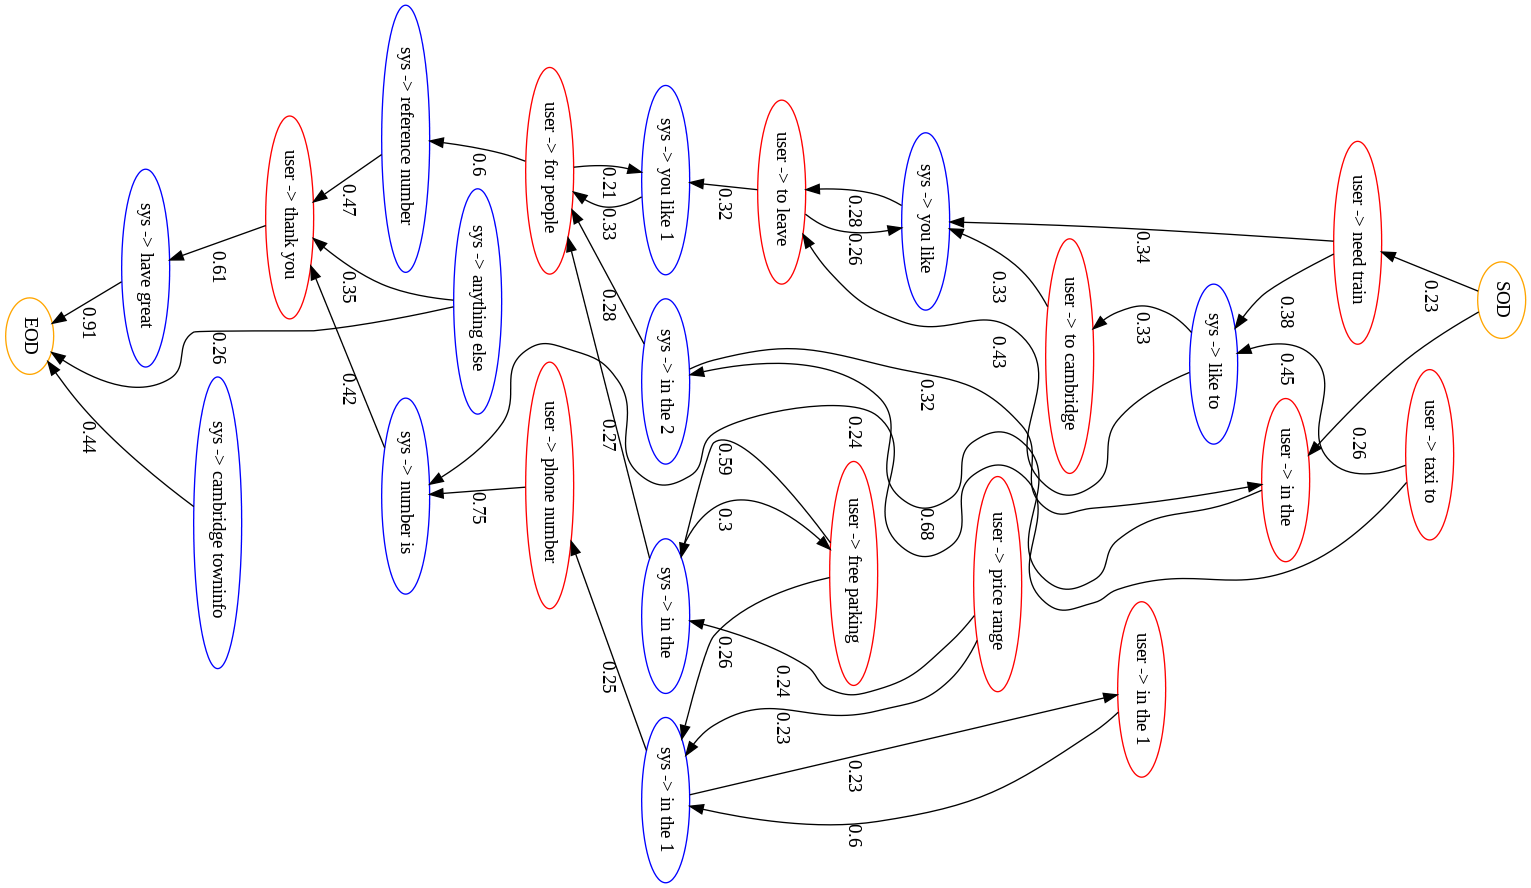 SOD
0.23
user -> taxi to
user -> need train
0.26
0.38
0.45
user -> in the
sys -> like to
0.34
0.33
user -> in the 1
user -> to cambridge
0.33
0.43
user -> price range
sys -> you like
0.32
0.68
0.28
0.26
0.24
user -> free parking
0.23
0.6
user -> to leave
0.24
0.23
0.32
0.59
0.3
0.26
sys -> you like 1
sys -> in the 2
sys -> in the
sys -> in the 1
0.21
0.33
0.28
0.27
0.25
user -> for people
user -> phone number
0.6
sys -> anything else
0.75
sys -> reference number
sys -> number is
0.47
0.35
0.42
user -> thank you
0.61
0.26
sys -> cambridge towninfo
sys -> have great
0.91
0.44
EOD